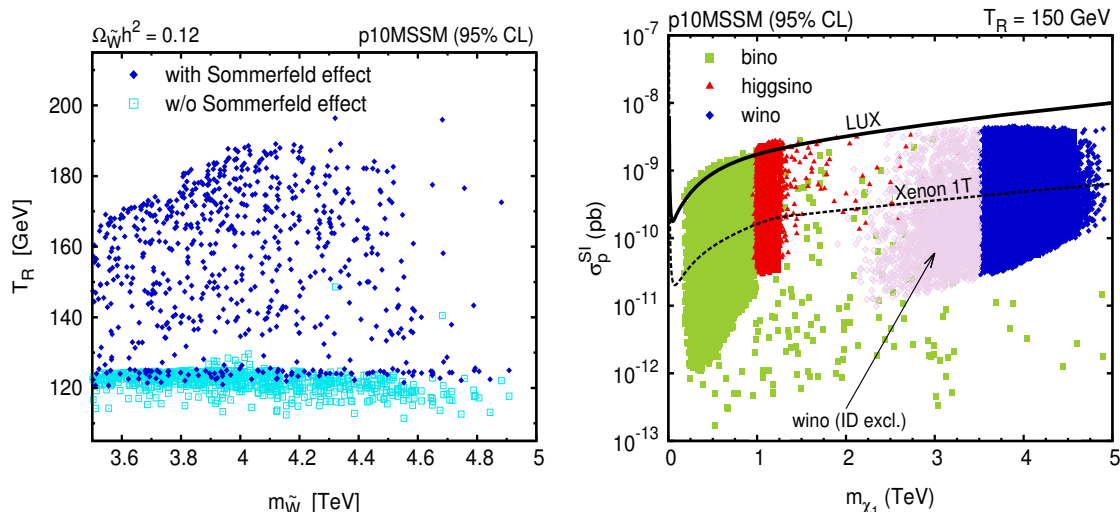 Ω_W̃h² = 0.12 p10MSSM (95% CL)
with Sommerfeld effect
w/o Sommerfeld effect
200
180
160
140
120
T_R [GeV]
3.6 3.8 4 4.2 4.4 4.6 4.8 5
m_W̃ [TeV]
p10MSSM (95% CL) T_R = 150 GeV
bino
higgsino
wino
LUX
Xenon 1T
wino (ID excl.)
10⁻⁷
10⁻⁸
10⁻⁹
10⁻¹⁰
10⁻¹¹
10⁻¹²
10⁻¹³
σ_p^SI (pb)
0 1 2 3 4 5
m_χ₁ (TeV)